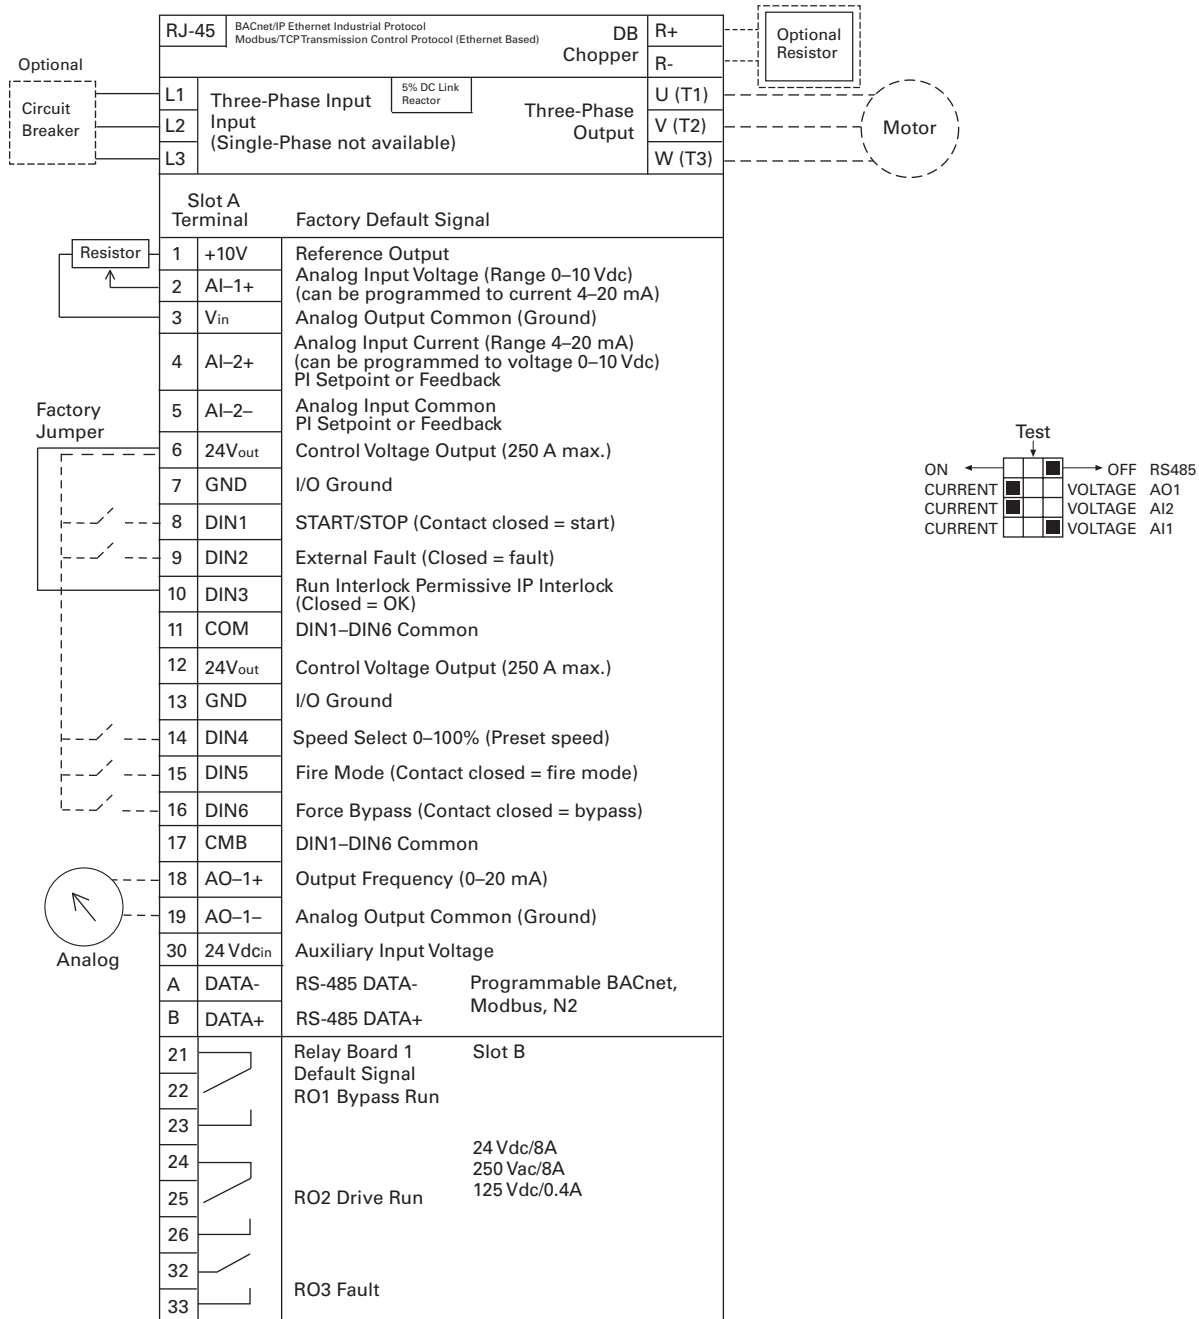 RJ-45 BACnet/IP Ethernet Industrial Protocol
Modbus/TCP Transmission Control Protocol (Ethernet Based)
DB
Chopper
R+
R-
Optional
Resistor
Optional
Circuit
Breaker
L1
L2
L3
Three-Phase Input
Input
(Single-Phase not available)
5% DC Link
Reactor
Three-Phase
Output
U (T1)
V (T2)
W (T3)
Motor
Slot A
Terminal Factory Default Signal
Resistor
1 +10V Reference Output
2 AI–1+ Analog Input Voltage (Range 0–10 Vdc)
(can be programmed to current 4–20 mA)
3 Vin Analog Output Common (Ground)
4 AI–2+ Analog Input Current (Range 4–20 mA)
(can be programmed to voltage 0–10 Vdc)
PI Setpoint or Feedback
5 AI–2– Analog Input Common
PI Setpoint or Feedback
Factory
Jumper
6 24Vout Control Voltage Output (250 A max.)
7 GND I/O Ground
8 DIN1 START/STOP (Contact closed = start)
9 DIN2 External Fault (Closed = fault)
10 DIN3 Run Interlock Permissive IP Interlock
(Closed = OK)
11 COM DIN1–DIN6 Common
12 24Vout Control Voltage Output (250 A max.)
13 GND I/O Ground
14 DIN4 Speed Select 0–100% (Preset speed)
15 DIN5 Fire Mode (Contact closed = fire mode)
16 DIN6 Force Bypass (Contact closed = bypass)
17 CMB DIN1–DIN6 Common
18 AO–1+ Output Frequency (0–20 mA)
19 AO–1– Analog Output Common (Ground)
Analog
30 24 Vdcin Auxiliary Input Voltage
A DATA- RS-485 DATA- Programmable BACnet,
Modbus, N2
B DATA+ RS-485 DATA+
21 Relay Board 1 Slot B
Default Signal
22 RO1 Bypass Run
23
24 24 Vdc/8A
250 Vac/8A
125 Vdc/0.4A
25 RO2 Drive Run
26
32
RO3 Fault
33
Test
ON OFF RS485
CURRENT VOLTAGE AO1
CURRENT VOLTAGE AI2
CURRENT VOLTAGE AI1